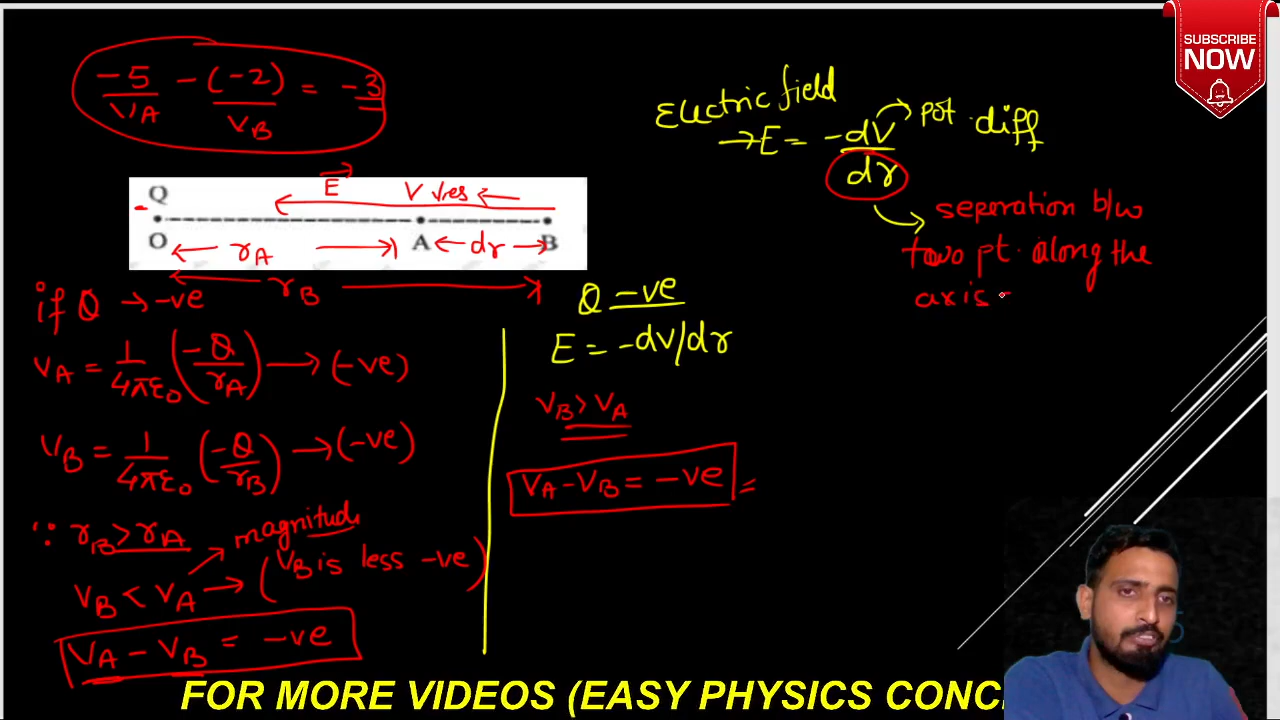 -5/VA - (-2)/VB = -3
Electric field
→ E = -dV/dr → pot. diff
seperation b/w
two pt. along the
axis
Q E V ↓es
O rA A dr B
rB
if Q → -ve
VA = 1/4πε0 (-Q/rA) → (-ve)
VB = 1/4πε0 (-Q/rB) → (-ve)
∵ rB > rA
magnitude
VB < VA → (VB is less -ve)
VA - VB = -ve
Q -ve
E = -dV/dr
VB > VA
VA - VB = -ve =
SUBSCRIBE
NOW
FOR MORE VIDEOS (EASY PHYSICS CONC